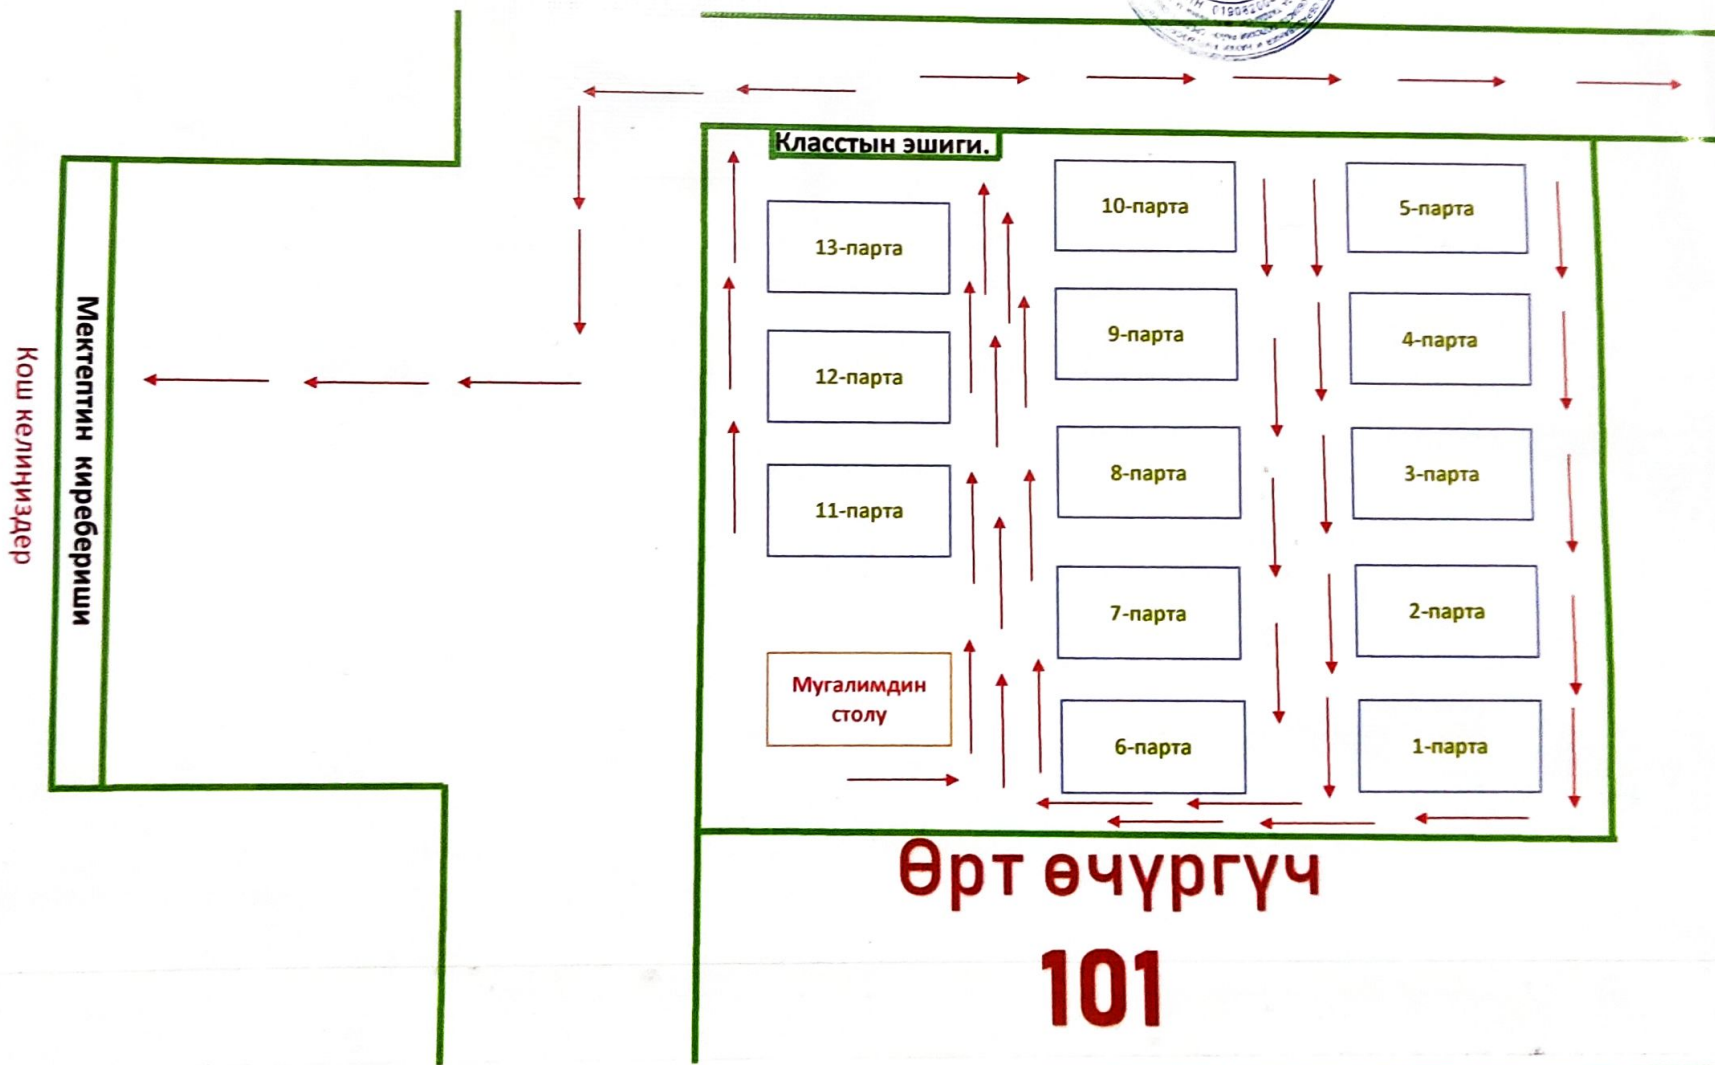 Класстын эшиги.
10-парта
5-парта
13-парта
9-парта
4-парта
12-парта
8-парта
3-парта
11-парта
7-парта
2-парта
Мугалимдин
столу
6-парта
1-парта
Мектептин киребериши
Кош келиңиздер
Өрт өчүргүч
101